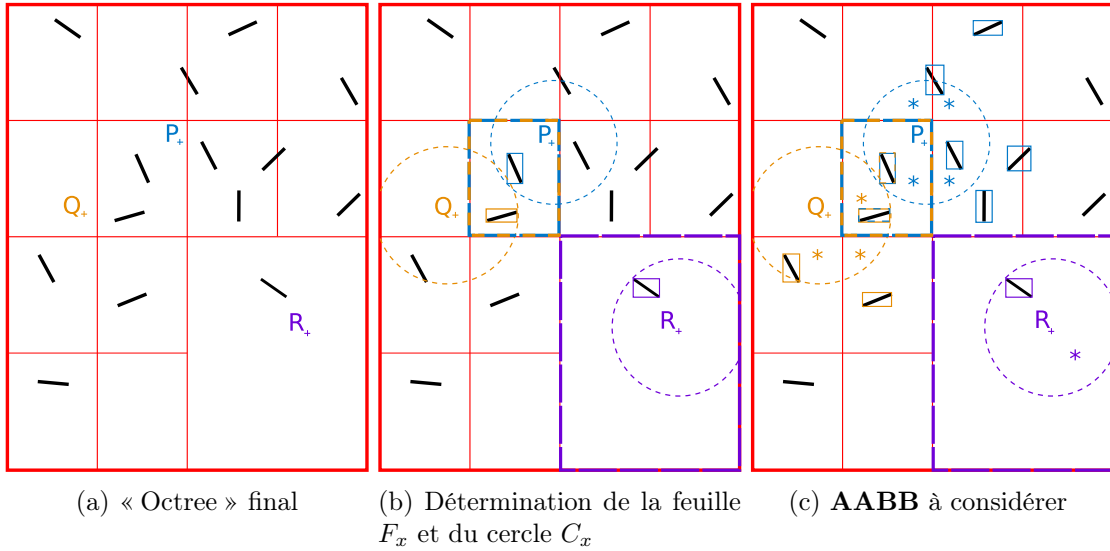 P+
Q+
R+
P+
Q+
R+
* *
P+
* *
Q+ *
* *
R+
*
(a) « Octree » final
(b) Détermination de la feuille
F_x et du cercle C_x
(c) AABB à considérer